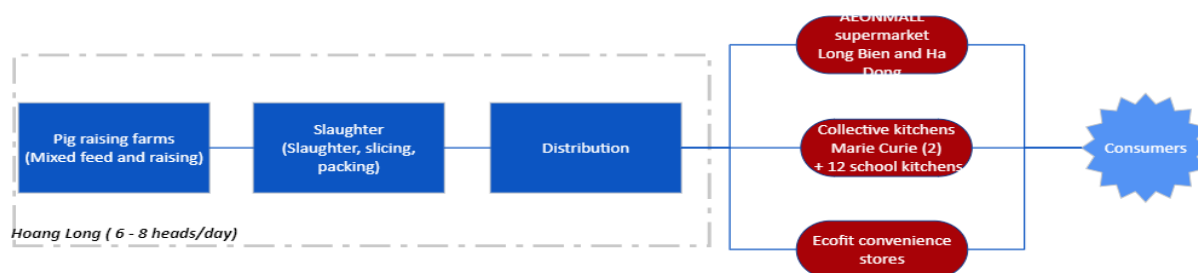 AEONMALL
supermarket
Long Bien and Ha
Dong
Pig raising farms
(Mixed feed and raising)
Slaughter
(Slaughter, slicing,
packing)
Distribution
Collective kitchens
Marie Curie (2)
+ 12 school kitchens
Consumers
Hoang Long ( 6 - 8 heads/day)
Ecofit convenience
stores